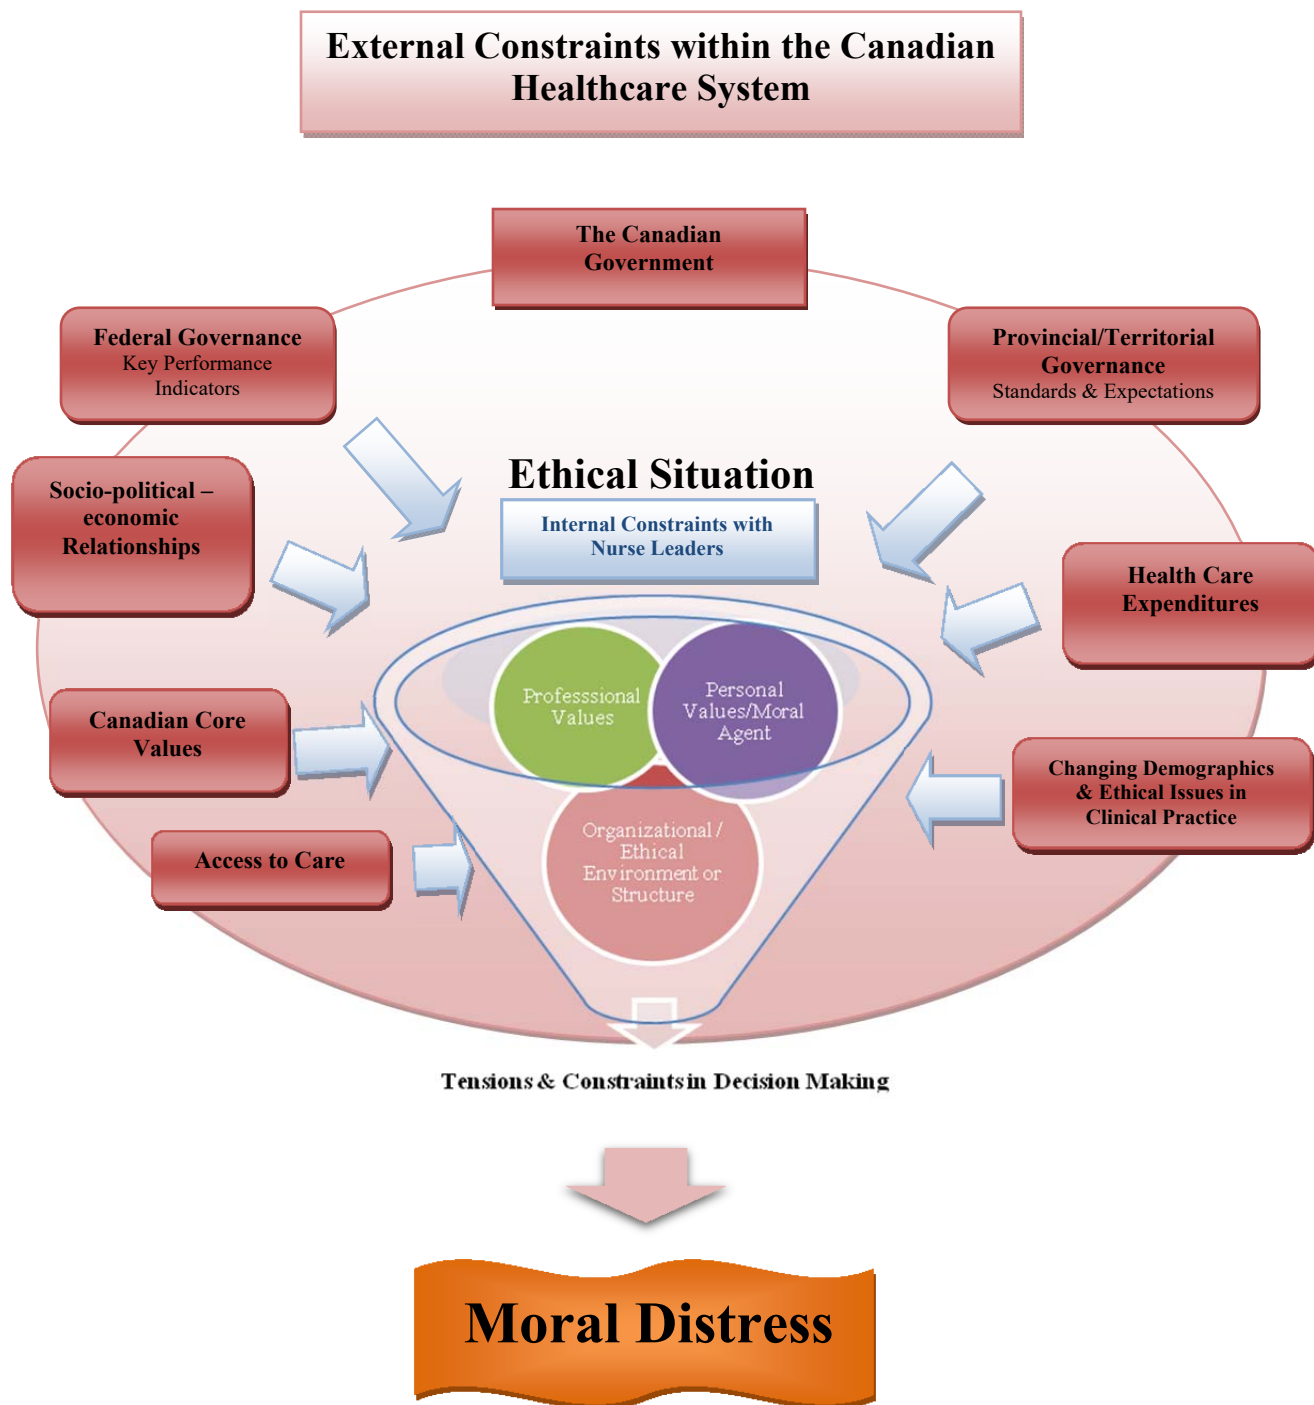 External Constraints within the Canadian
Healthcare System
The Canadian
Government
Federal Governance
Key Performance
Indicators
Provincial/Territorial
Governance
Standards & Expectations
Socio-political –
economic
Relationships
Ethical Situation
Internal Constraints with
Nurse Leaders
Health Care
Expenditures
Canadian Core
Values
Professsional
Values
Personal
Values/Moral
Agent
Changing Demographics
& Ethical Issues in
Clinical Practice
Access to Care
Organizational /
Ethical
Environment or
Structure
Tensions & Constraints in Decision Making
Moral Distress